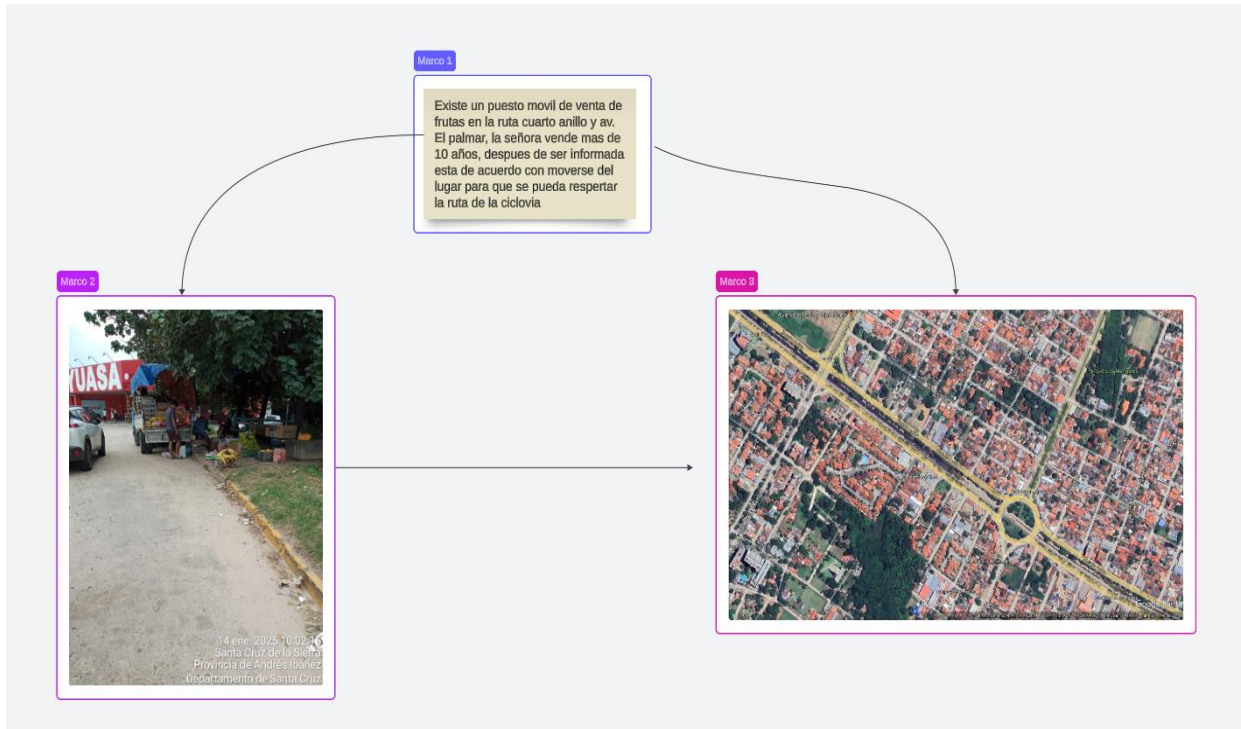 Marco 1
Existe un puesto movil de venta de
frutas en la ruta cuarto anillo y av.
El palmar, la señora vende mas de
10 años, despues de ser informada
esta de acuerdo con moverse del
lugar para que se pueda respertar
la ruta de la ciclovia
Marco 2
Marco 3
YUASA
14 ene. 2025 10:02:16
Santa Cruz de la Sierra
Provincia de Andrés Ibáñez
Departamento de Santa Cruz